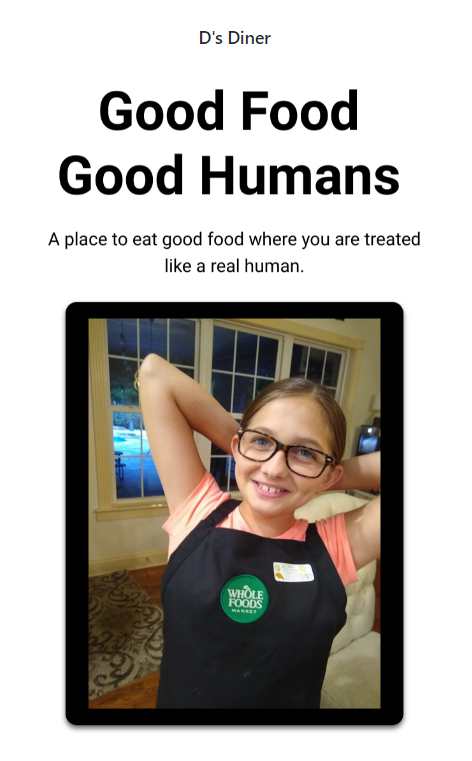 D's Diner
Good Food
Good Humans
A place to eat good food where you are treated
like a real human.
WHOLE
FOODS
MARKET